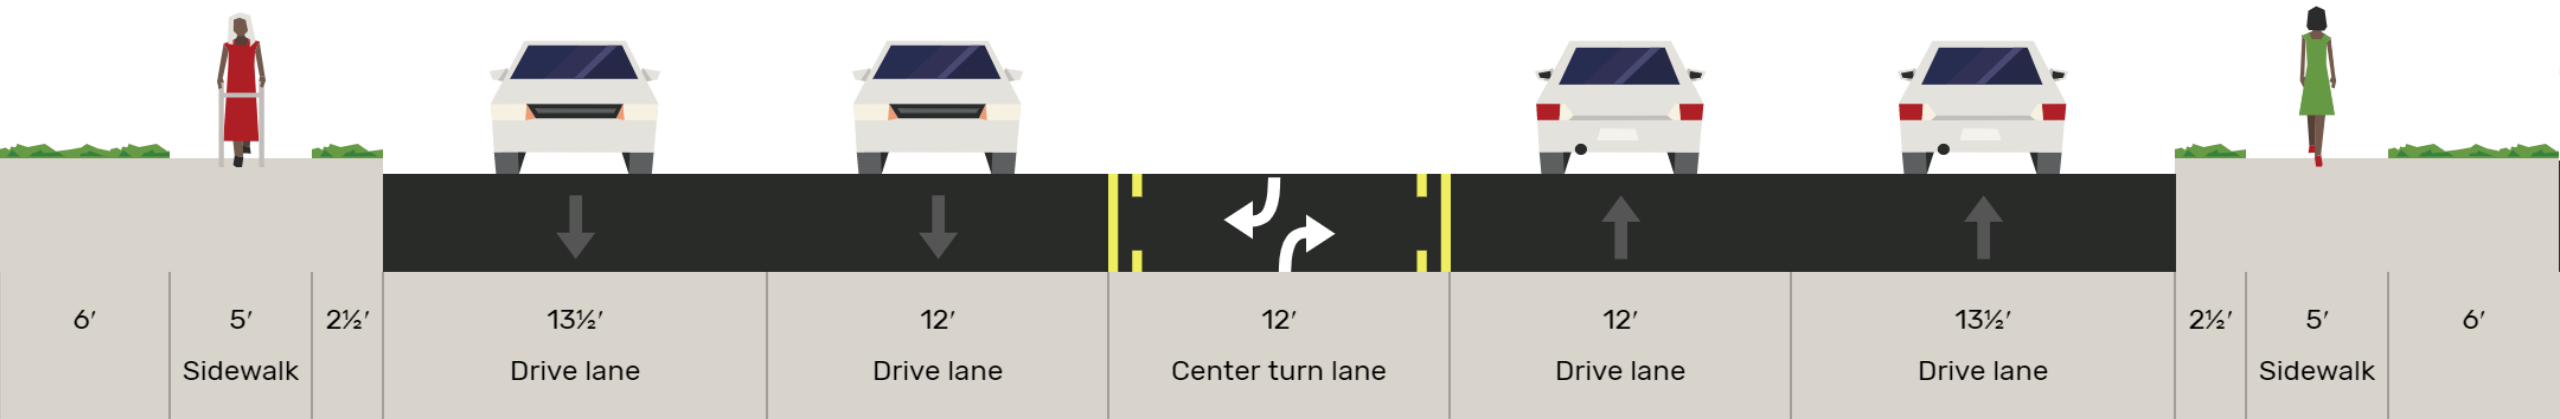 6′ 5′ 2½′ 13½′ 12′ 12′ 12′ 13½′ 2½′ 5′ 6′
Sidewalk Drive lane Drive lane Center turn lane Drive lane Drive lane Sidewalk